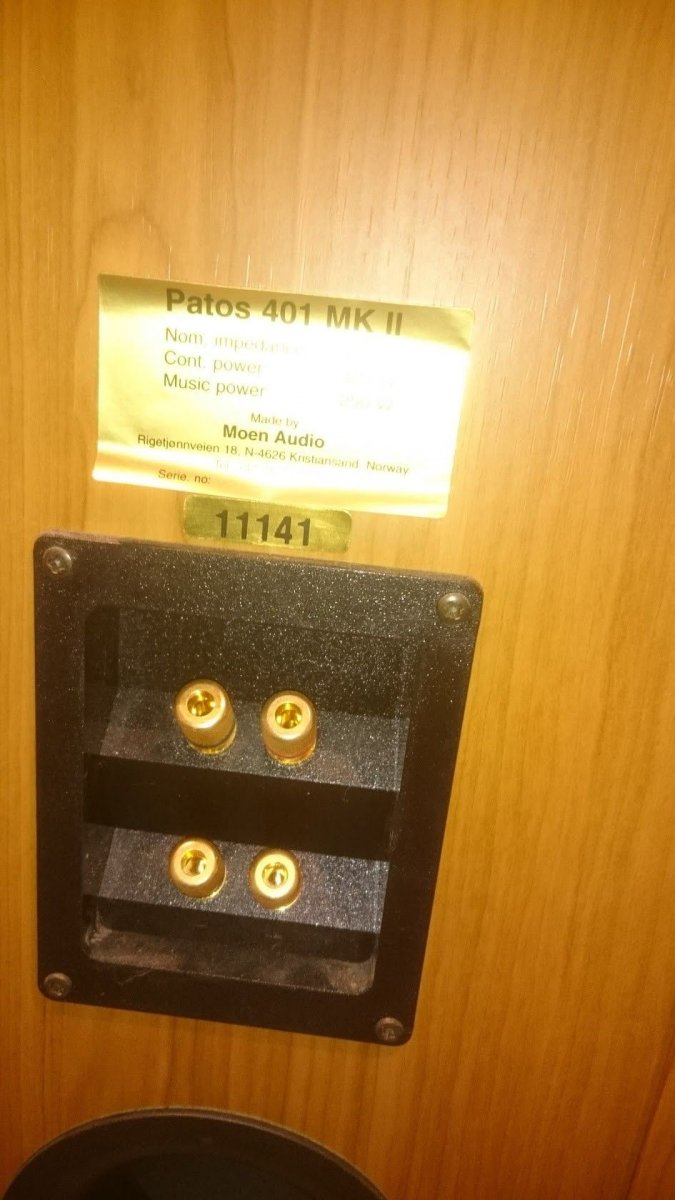 Patos 401 MK II
Nom. impedance
Cont. power
Music power
Made by
Moen Audio
Rigetjønnveien 18, N-4626 Kristiansand, Norway
Serie. no:
11141